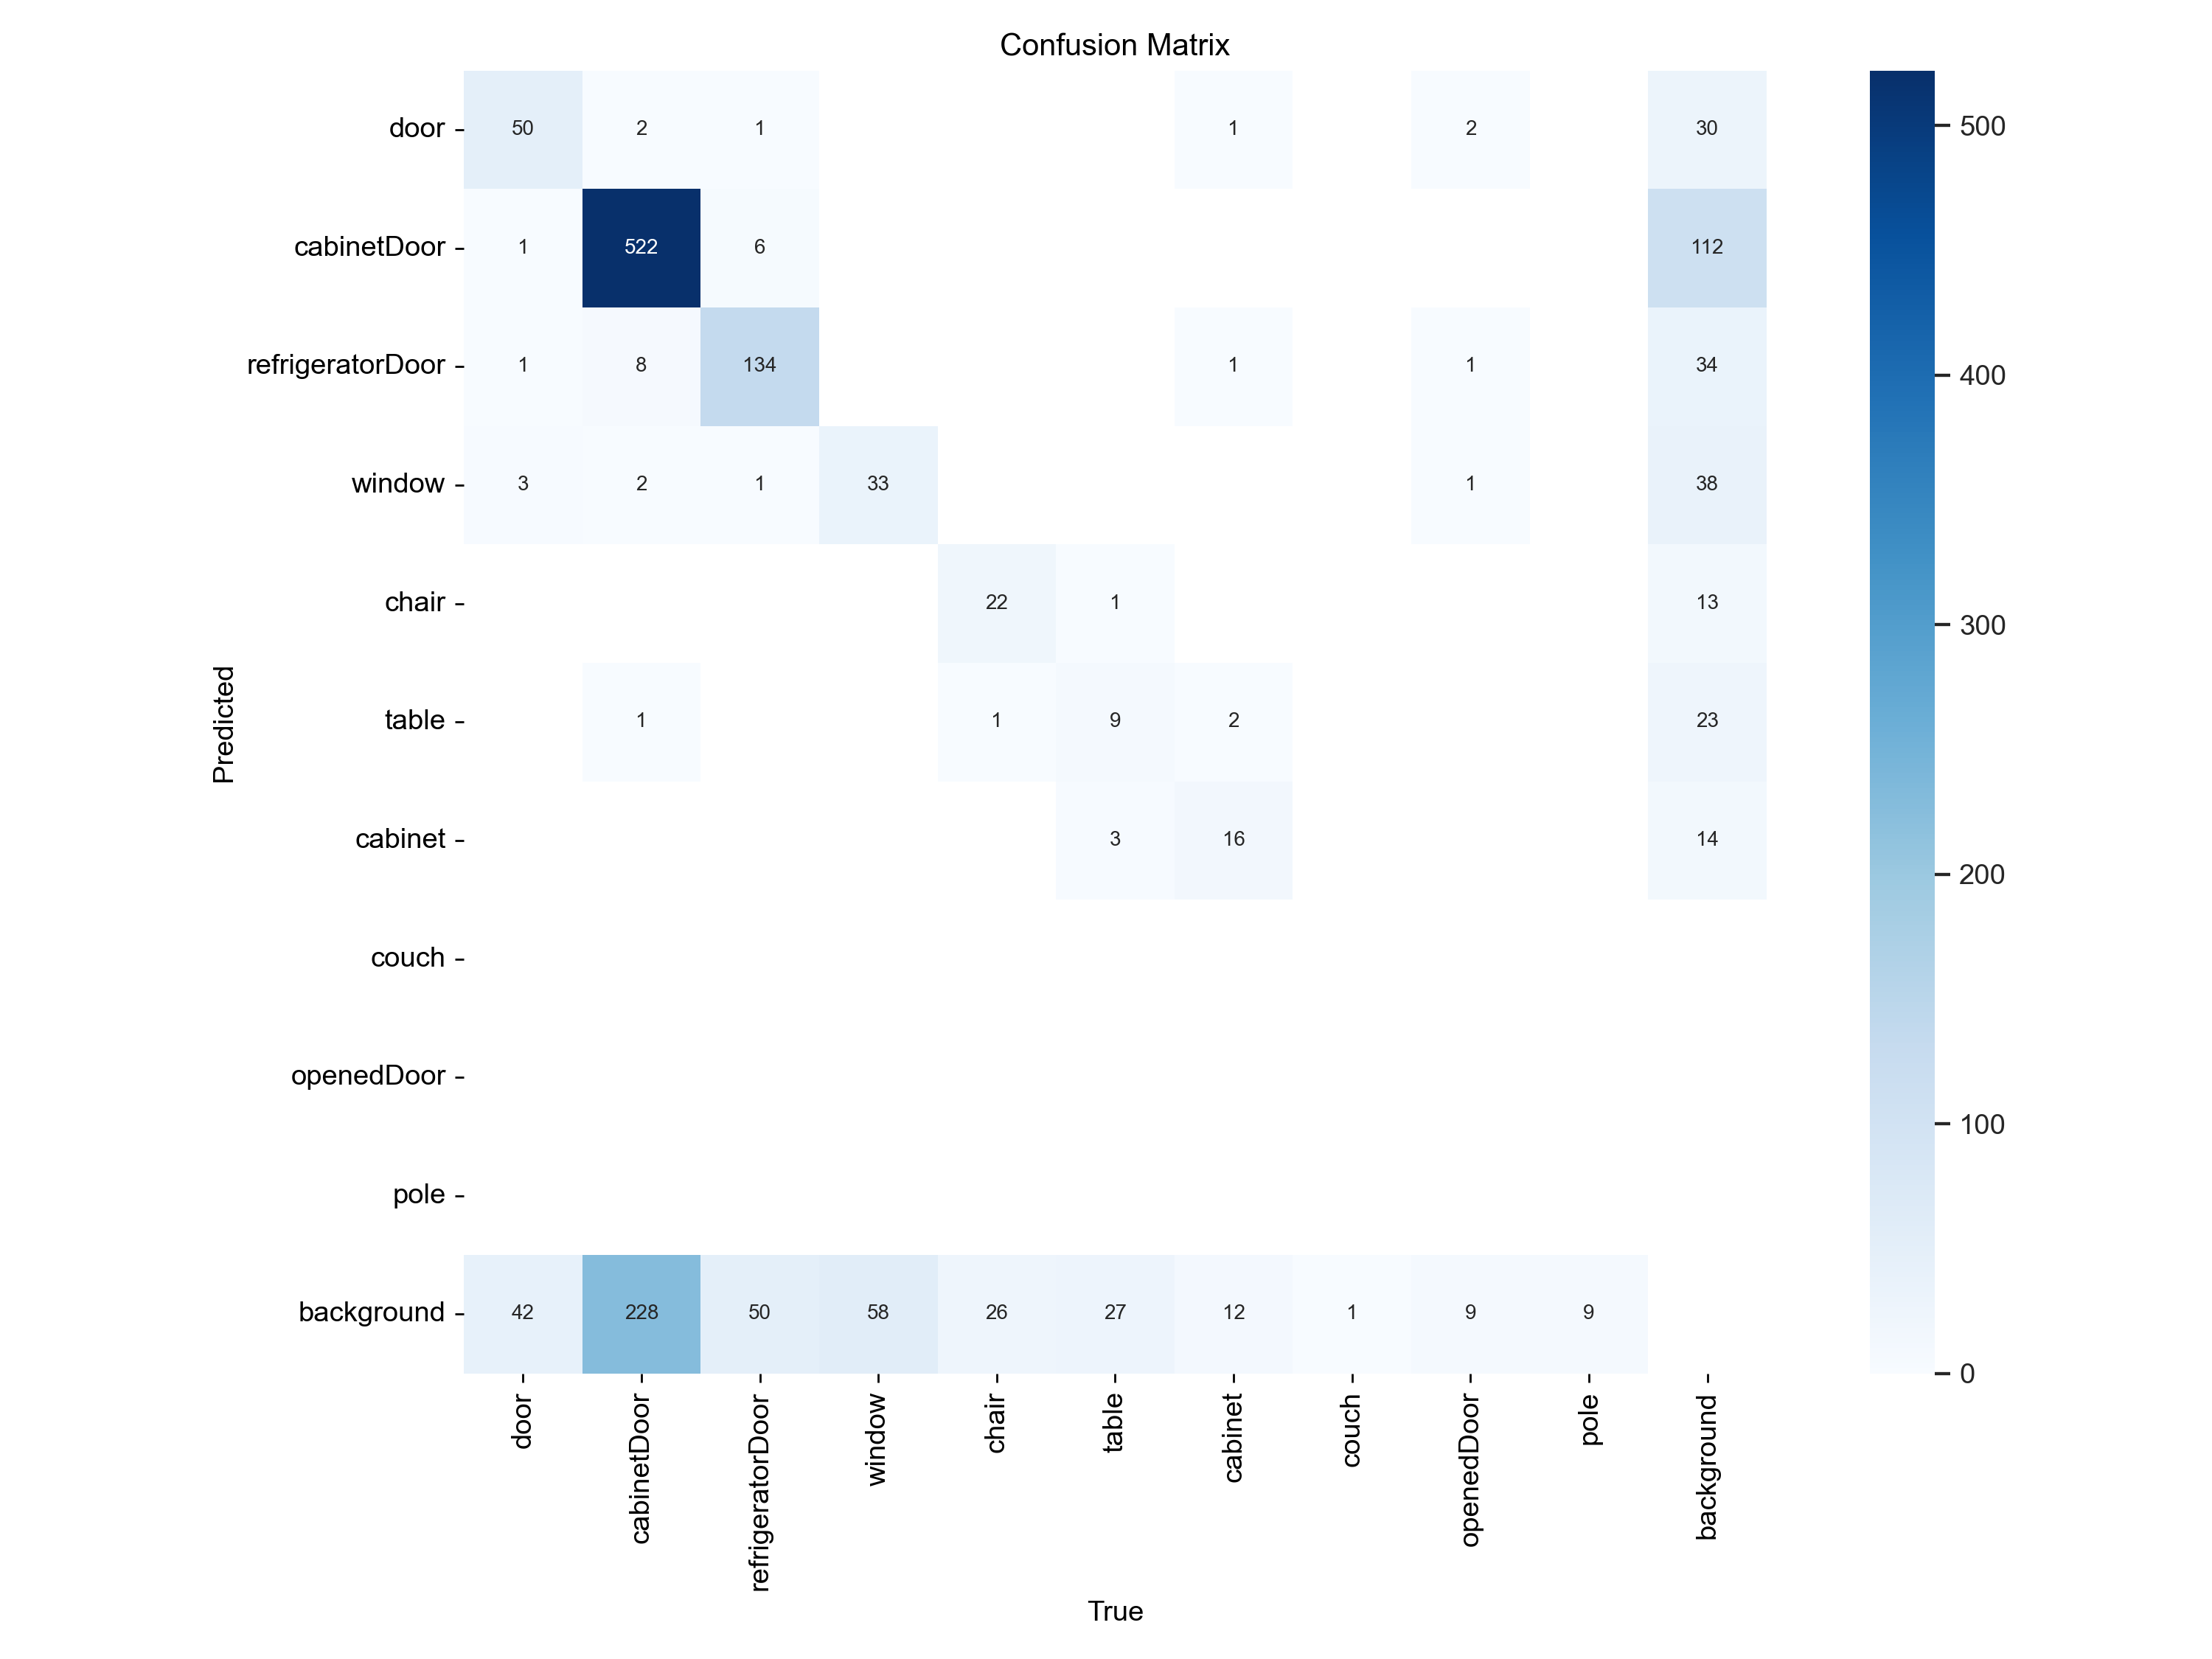 Confusion Matrix
door 50 2 1 1 2 30
cabinetDoor 1 522 6 112
refrigeratorDoor 1 8 134 1 1 34
window 3 2 1 33 1 38
chair 22 1 13
table 1 1 9 2 23
cabinet 3 16 14
couch
openedDoor
pole
background 42 228 50 58 26 27 12 1 9 9
door cabinetDoor refrigeratorDoor window chair table cabinet couch openedDoor pole background
True
Predicted
500
400
300
200
100
0